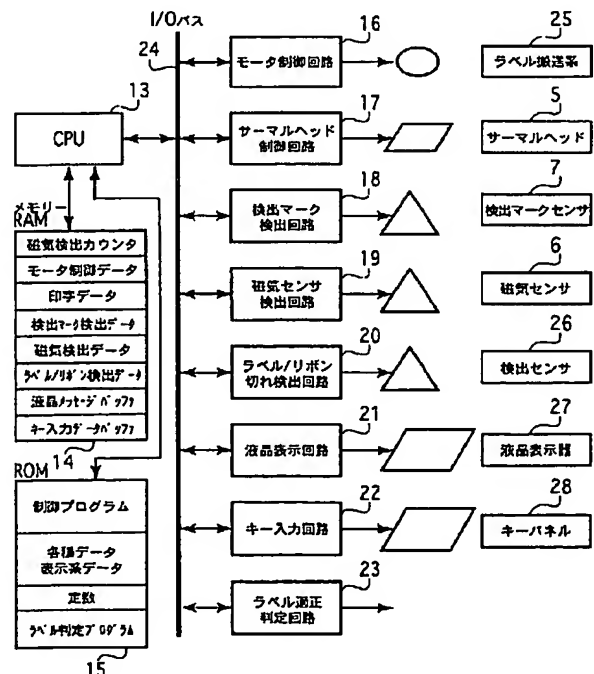 I/Oバス
24
13
CPU
メモリー
RAM
磁気検出カウンタ
モータ制御データ
印字データ
検出マーク検出データ
磁気検出データ
ラベル/リボン検出データ
液晶メッセージバッファ
キー入力データバッファ
14
ROM
制御プログラム
各種データ
表示系データ
定数
ラベル判定プログラム
15
16
モータ制御回路
17
サーマルヘッド
制御回路
18
検出マーク
検出回路
19
磁気センサ
検出回路
20
ラベル/リボン
切れ検出回路
21
液晶表示回路
22
キー入力回路
23
ラベル適正
判定回路
25
ラベル搬送系
5
サーマルヘッド
7
検出マークセンサ
6
磁気センサ
26
検出センサ
27
液晶表示器
28
キーパネル